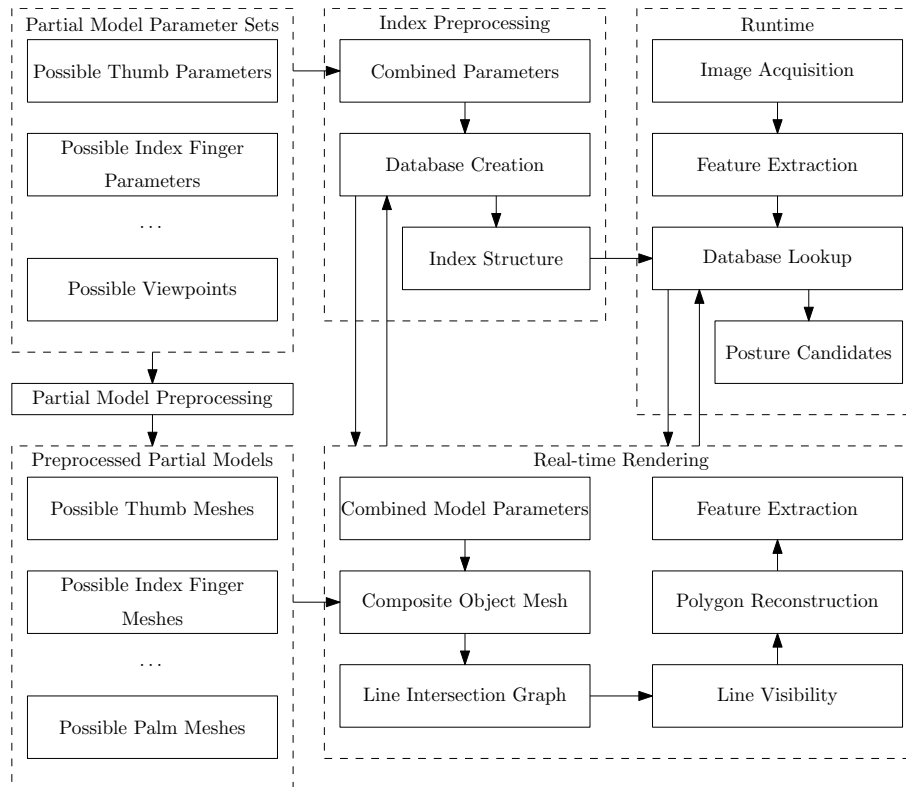 Partial Model Parameter Sets
Possible Thumb Parameters
Possible Index Finger
Parameters
...
Possible Viewpoints
Partial Model Preprocessing
Preprocessed Partial Models
Possible Thumb Meshes
Possible Index Finger
Meshes
...
Possible Palm Meshes
Index Preprocessing
Combined Parameters
Database Creation
Index Structure
Runtime
Image Acquisition
Feature Extraction
Database Lookup
Posture Candidates
Real-time Rendering
Combined Model Parameters
Composite Object Mesh
Line Intersection Graph
Feature Extraction
Polygon Reconstruction
Line Visibility